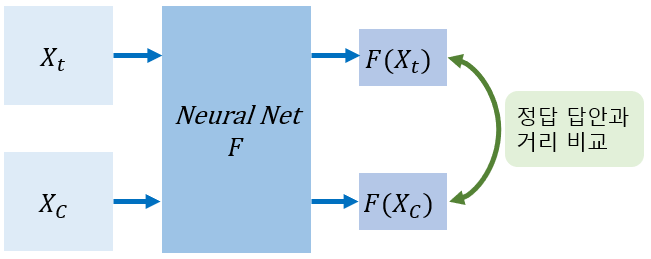 X_t
Neural Net
F
F(X_t)
정답 답안과
거리 비교
X_C
F(X_C)